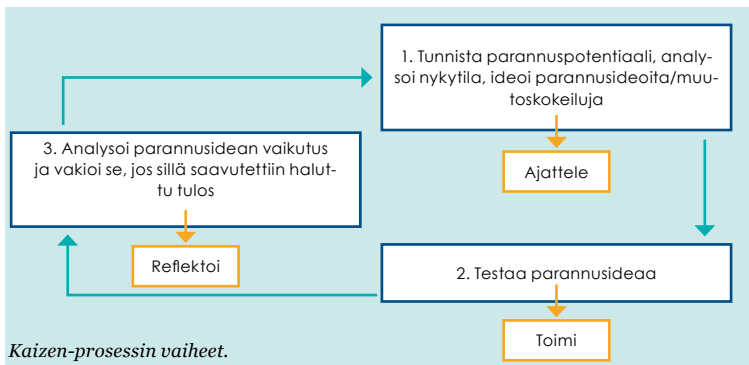 1. Tunnista parannuspotentiaali, analy-
soi nykytila, ideoi parannusideoita/muu-
toskokeiluja
Ajattele
2. Testaa parannusideaa
Toimi
3. Analysoi parannusidean vaikutus
ja vakioi se, jos sillä saavutettiin halut-
tu tulos
Reflektoi
Kaizen-prosessin vaiheet.